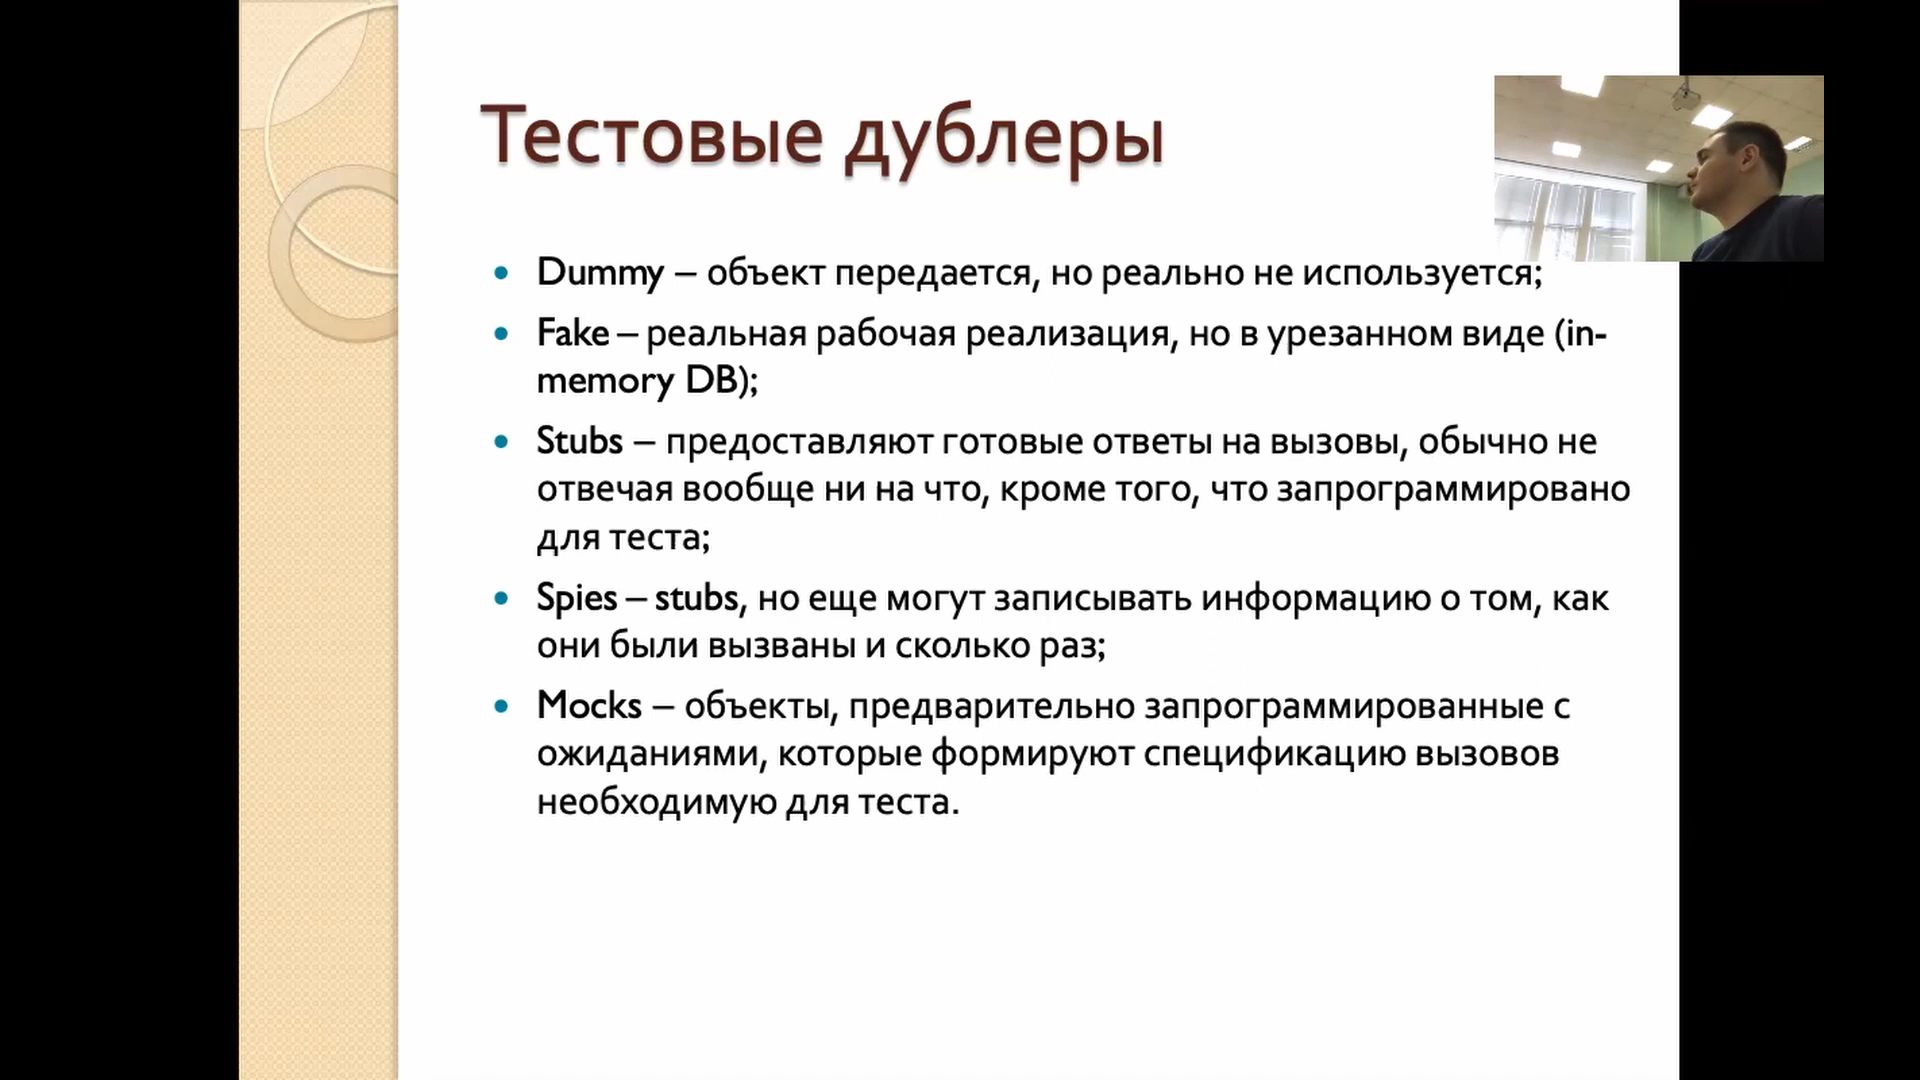 Тестовые дублеры
Dummy – объект передается, но реально не используется;
Fake – реальная рабочая реализация, но в урезанном виде (in-
memory DB);
Stubs – предоставляют готовые ответы на вызовы, обычно не
отвечая вообще ни на что, кроме того, что запрограммировано
для теста;
Spies – stubs, но еще могут записывать информацию о том, как
они были вызваны и сколько раз;
Mocks – объекты, предварительно запрограммированные с
ожиданиями, которые формируют спецификацию вызовов
необходимую для теста.